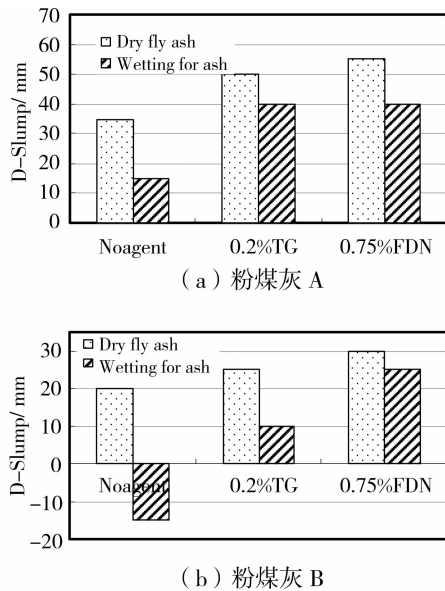 70
60
50
40
30
20
10
0
D-Slump/ mm
Dry fly ash
Wetting for ash
Noagent 0.2%TG 0.75%FDN
(a)粉煤灰 A
30
20
10
0
-10
-20
D-Slump/ mm
Dry fly ash
Wetting for ash
Noagent 0.2%TG 0.75%FDN
(b)粉煤灰 B